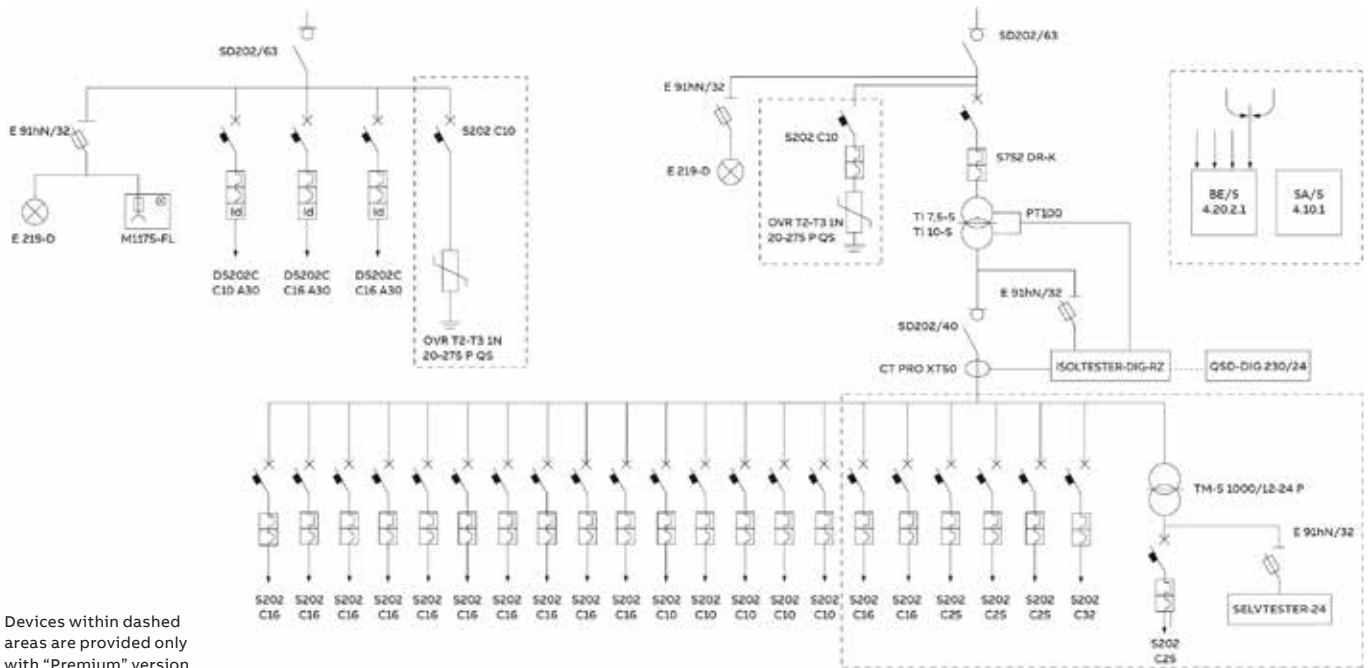 SD202/63
E 91hN/32
S202 C10
Id
Id
Id
E 219-D
M1175-FL
DS202C
C10 A30
DS202C
C16 A30
DS202C
C16 A30
OVR T2-T3 1N
20-275 P QS
SD202/63
E 91hN/32
S202 C10
E 219-D
S752 DR-K
OVR T2-T3 1N
20-275 P QS
TI 7,5-S
TI 10-S
PT100
BE/S
4.20.2.1
SA/S
4.10.1
E 91hN/32
SD202/40
CT PRO XT50
ISOLTESTER-DIG-RZ
QSD-DIG 230/24
TM-S 1000/12-24 P
E 91hN/32
SELVTESTER-24
S202
C16
S202
C16
S202
C16
S202
C16
S202
C16
S202
C16
S202
C16
S202
C16
S202
C16
S202
C16
S202
C10
S202
C10
S202
C10
S202
C10
S202
C10
S202
C16
S202
C16
S202
C25
S202
C25
S202
C25
S202
C32
S202
C25
Devices within dashed
areas are provided only
with “Premium” version